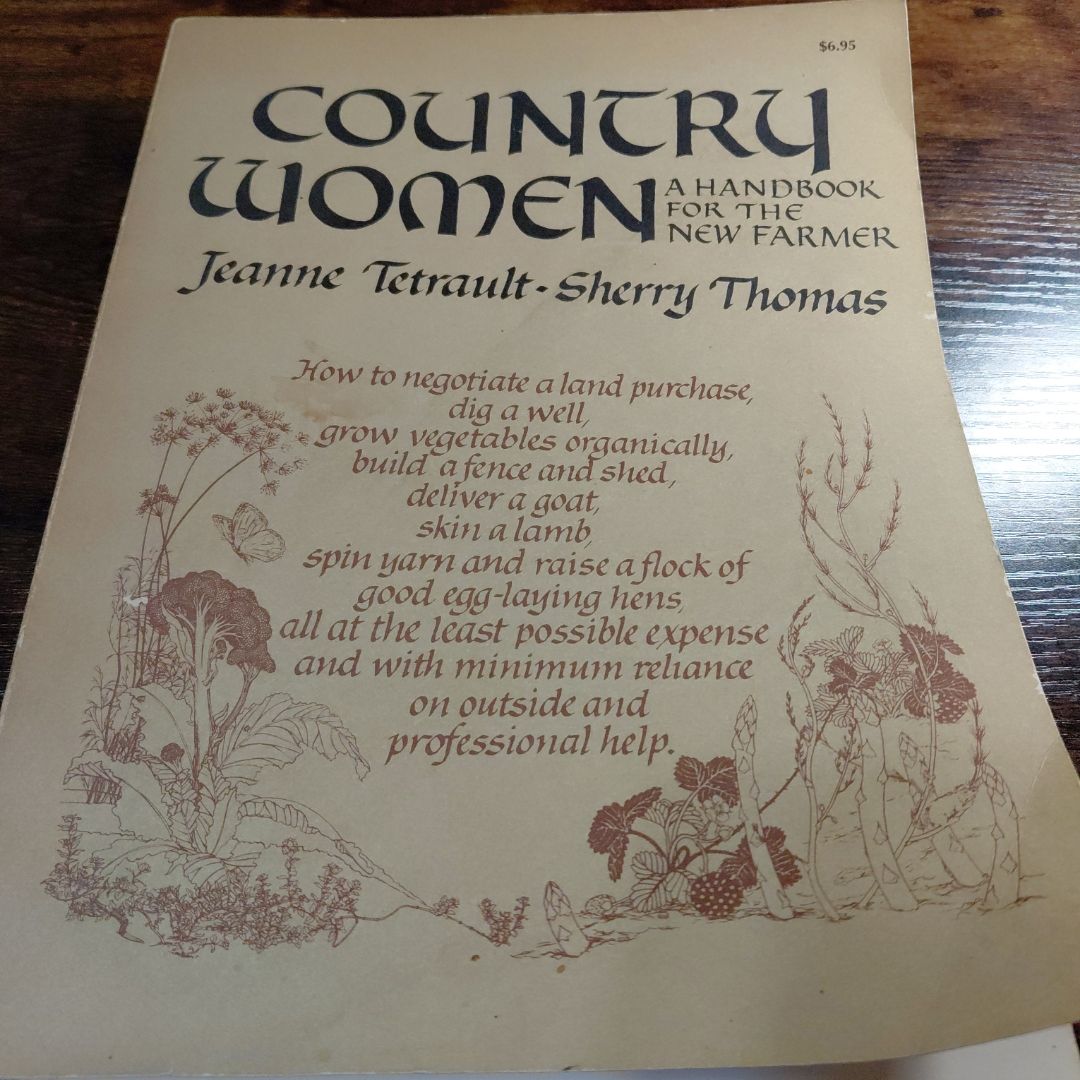 $6.95
COUNTRY
WOMEN
A HANDBOOK
FOR THE
NEW FARMER
Jeanne Tetrault · Sherry Thomas
How to negotiate a land purchase,
dig a well,
grow vegetables organically,
build a fence and shed,
deliver a goat,
skin a lamb,
spin yarn and raise a flock of
good egg-laying hens,
all at the least possible expense
and with minimum reliance
on outside and
professional help.